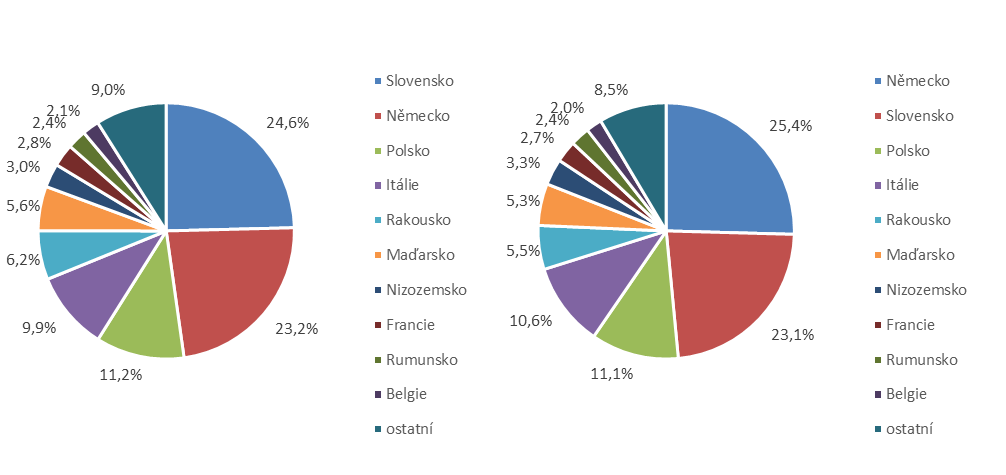 24,6%
23,2%
11,2%
9,9%
6,2%
5,6%
3,0%
2,8%
2,4%
2,1%
9,0%
Slovensko
Německo
Polsko
Itálie
Rakousko
Maďarsko
Nizozemsko
Francie
Rumunsko
Belgie
ostatní
25,4%
23,1%
11,1%
10,6%
5,5%
5,3%
3,3%
2,7%
2,4%
2,0%
8,5%
Německo
Slovensko
Polsko
Itálie
Rakousko
Maďarsko
Nizozemsko
Francie
Rumunsko
Belgie
ostatní